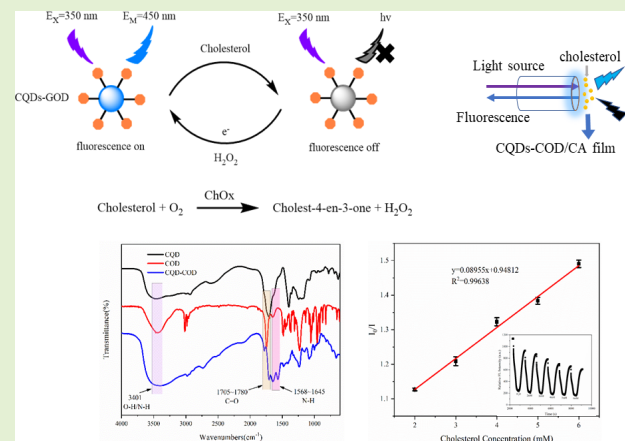 Eₓ=350 nm
E_M=450 nm
Cholesterol
Eₓ=350 nm
hv
CQDs-GOD
e⁻
H₂O₂
fluorescence on
fluorescence off
cholesterol
Light source
Fluorescence
CQDs-COD/CA film
Cholesterol + O₂ ChOx Cholest-4-en-3-one + H₂O₂
CQD
COD
CQD-COD
Transmittance(%)
3401
O-H/N-H
1705~1789
C=O
1568~1645
N-H
4000 3500 3000 2500 2000 1500 1000
Wavenumbers(cm⁻¹)
y=0.08955x+0.94812
R²=0.99638
I₀/I
1.5
1.4
1.3
1.2
1.1
2 3 4 5 6
Cholesterol Concentration (mM)